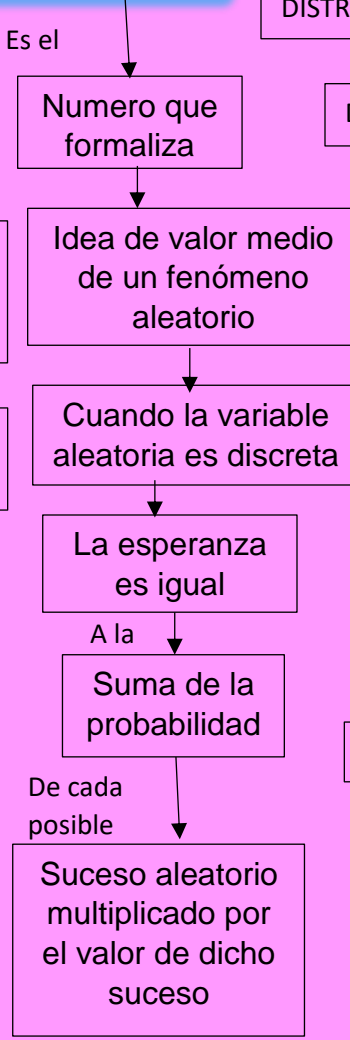 DISTR
Es el
Numero que
formaliza
Idea de valor medio
de un fenómeno
aleatorio
Cuando la variable
aleatoria es discreta
La esperanza
es igual
A la
Suma de la
probabilidad
De cada
posible
Suceso aleatorio
multiplicado por
el valor de dicho
suceso